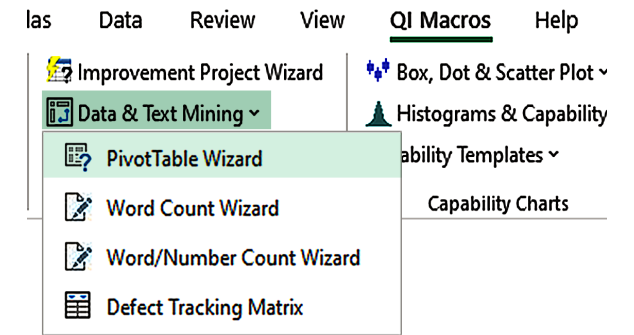 las Data Review View QI Macros Help
Improvement Project Wizard Box, Dot & Scatter Plot
Data & Text Mining Histograms & Capability
PivotTable Wizard ability Templates
Word Count Wizard Capability Charts
Word/Number Count Wizard
Defect Tracking Matrix